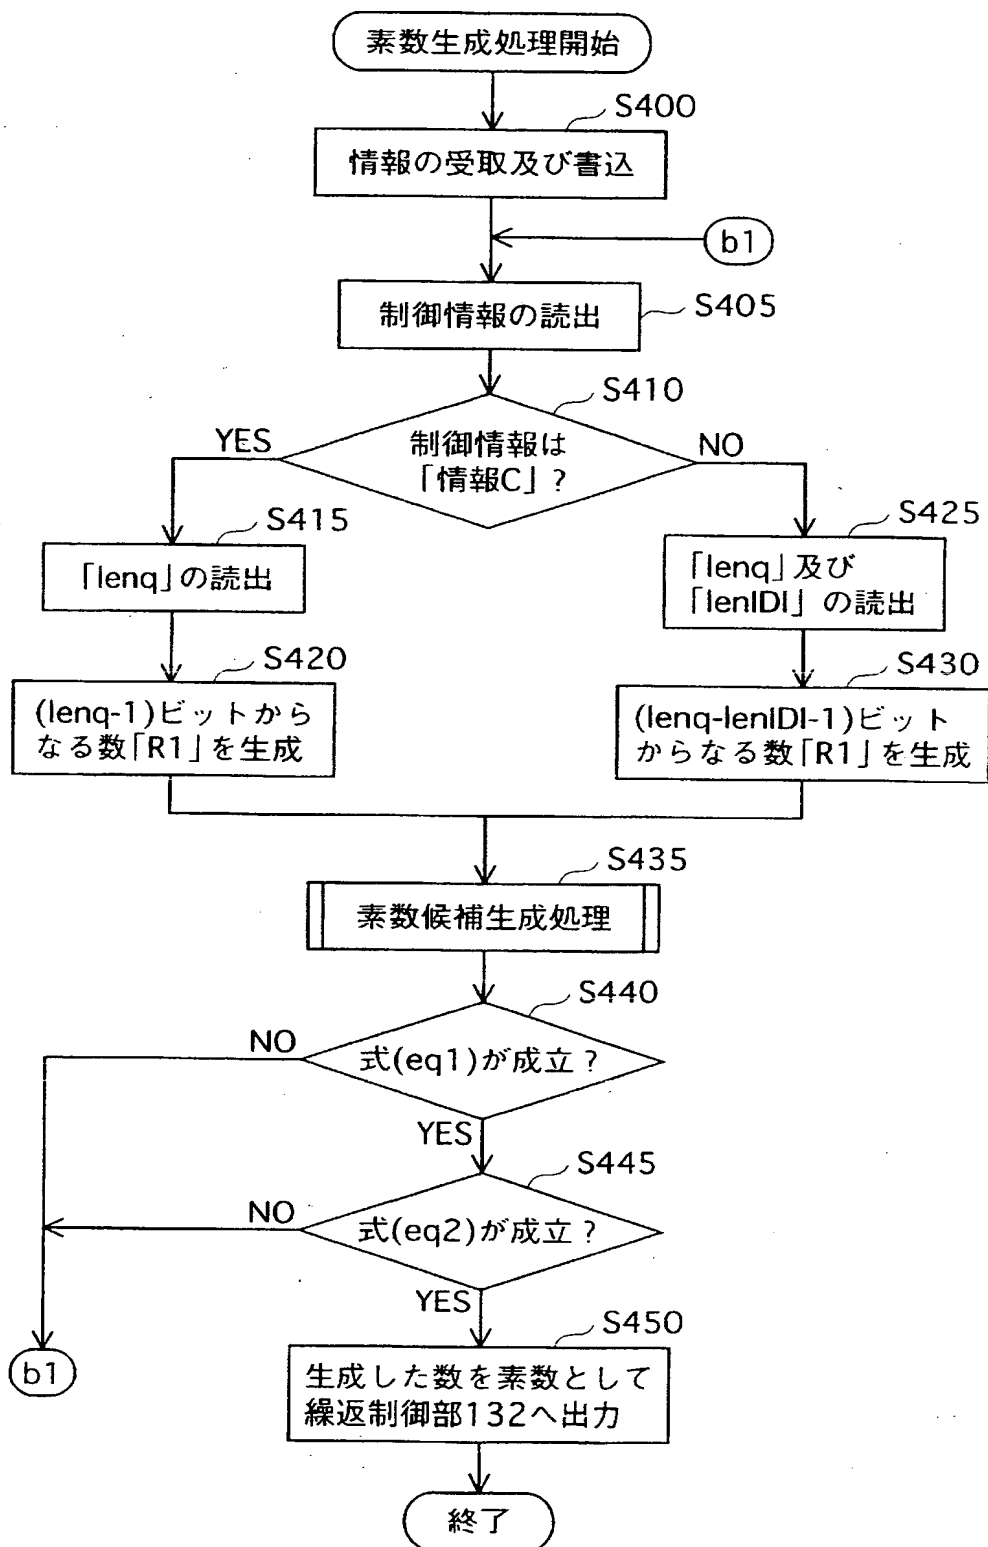 素数生成処理開始
S400
情報の受取及び書込
b1
制御情報の読出
S405
S410
制御情報は
「情報C」?
YES
NO
S415
「lenq」の読出
S425
「lenq」及び
「lenIDI」の読出
S420
(lenq-1)ビットから
なる数「R1」を生成
S430
(lenq-lenIDI-1)ビット
からなる数「R1」を生成
S435
素数候補生成処理
S440
式(eq1)が成立?
NO
YES
S445
式(eq2)が成立?
NO
YES
b1
S450
生成した数を素数として
繰返制御部132へ出力
終了